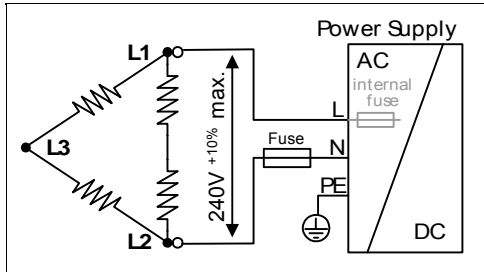 Power Supply
L1
AC
internal
fuse
L
240V +10% max.
L3
Fuse
N
PE
L2
DC